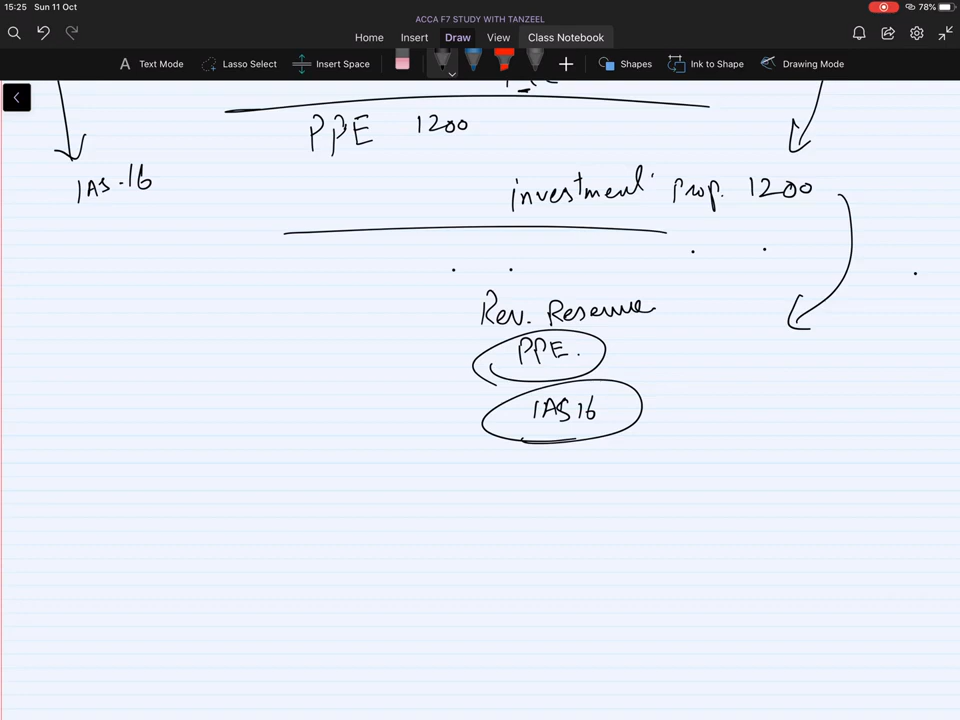 15:25 Sun 11 Oct
78%
ACCA F7 STUDY WITH TANZEEL
Home Insert Draw View Class Notebook
Text Mode Lasso Select Insert Space Shapes Ink to Shape Drawing Mode
PPE 1200
IAS-16
investment prop. 1200
Rev. Reserve
PPE.
IAS16